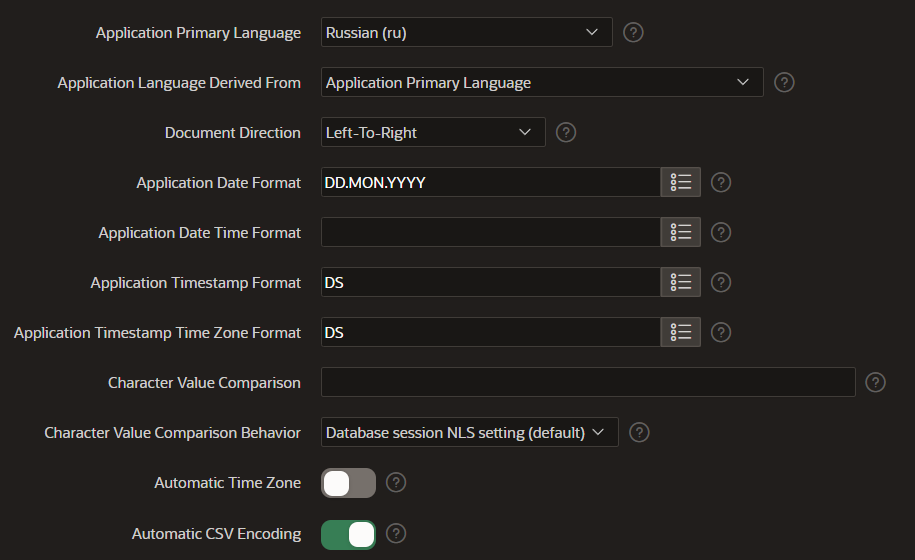 Application Primary Language Russian (ru) ?
Application Language Derived From Application Primary Language ?
Document Direction Left-To-Right ?
Application Date Format DD.MON.YYYY ?
Application Date Time Format ?
Application Timestamp Format DS ?
Application Timestamp Time Zone Format DS ?
Character Value Comparison ?
Character Value Comparison Behavior Database session NLS setting (default) ?
Automatic Time Zone ?
Automatic CSV Encoding ?